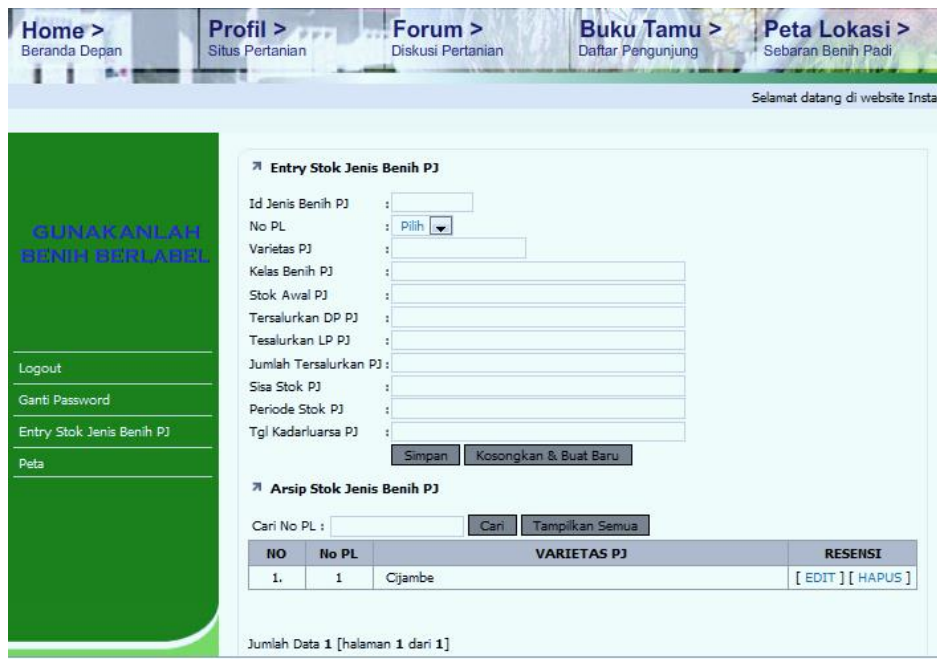 Home > Profil > Forum > Buku Tamu > Peta Lokasi >
Beranda Depan Situs Pertanian Diskusi Pertanian Daftar Pengunjung Sebaran Benih Padi
Selamat datang di website Insta
GUNAKANLAH
BENIH BERLABEL
Logout
Ganti Password
Entry Stok Jenis Benih PJ
Peta
Entry Stok Jenis Benih PJ
Id Jenis Benih PJ :
No PL : Pilih
Varietas PJ :
Kelas Benih PJ :
Stok Awal PJ :
Tersalurkan DP PJ :
Tesalurkan LP PJ :
Jumlah Tersalurkan PJ :
Sisa Stok PJ :
Periode Stok PJ :
Tgl Kadarluarsa PJ :
Simpan Kosongkan & Buat Baru
Arsip Stok Jenis Benih PJ
Cari No PL : Cari Tampilkan Semua
NO No PL VARIETAS PJ RESENSI
1. 1 Cijambe [ EDIT ] [ HAPUS ]
Jumlah Data 1 [halaman 1 dari 1]